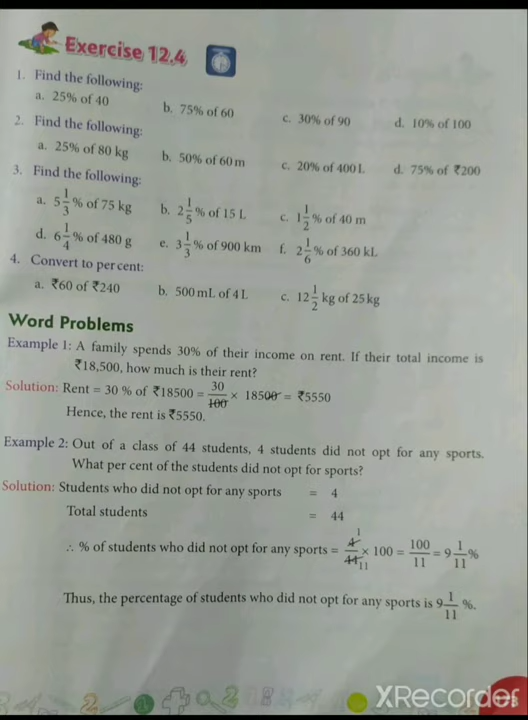 Exercise 12.4
1. Find the following:
a. 25% of 40 b. 75% of 60 c. 30% of 90 d. 10% of 100
2. Find the following:
a. 25% of 80 kg b. 50% of 60 m c. 20% of 400 L d. 75% of ₹200
3. Find the following:
a. 5 1/3 % of 75 kg b. 2 1/5 % of 15 L c. 1 1/2 % of 40 m
d. 6 1/4 % of 480 g e. 3 1/3 % of 900 km f. 2 1/6 % of 360 kL
4. Convert to per cent:
a. ₹60 of ₹240 b. 500 mL of 4 L c. 12 1/2 kg of 25 kg
Word Problems
Example 1: A family spends 30% of their income on rent. If their total income is
₹18,500, how much is their rent?
Solution: Rent = 30 % of ₹18500 = 30/100 × 18500 = ₹5550
Hence, the rent is ₹5550.
Example 2: Out of a class of 44 students, 4 students did not opt for any sports.
What per cent of the students did not opt for sports?
Solution: Students who did not opt for any sports = 4
Total students = 44
∴ % of students who did not opt for any sports = 4 1/44 11 × 100 = 100/11 = 9 1/11 %
Thus, the percentage of students who did not opt for any sports is 9 1/11 %.
XRecorder